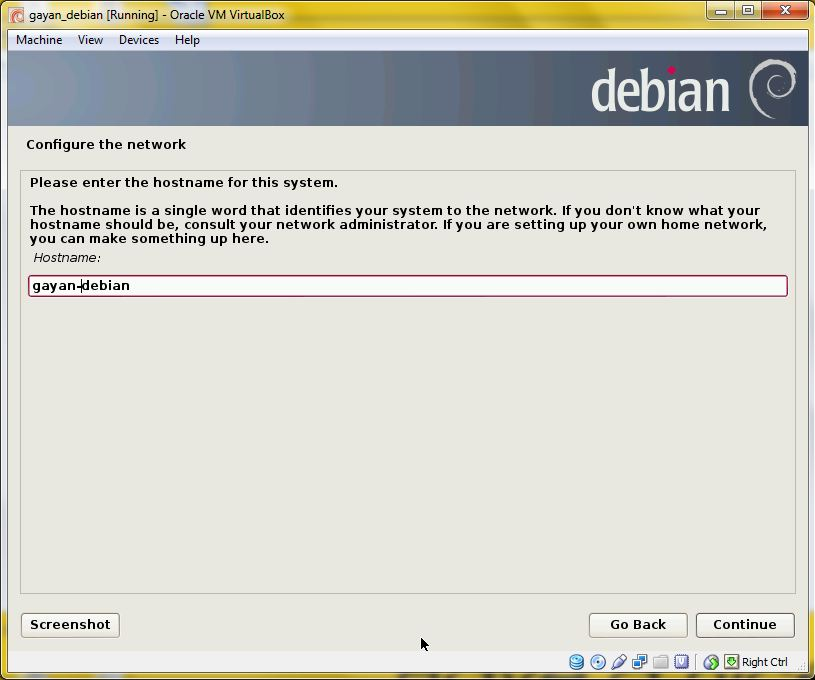 gayan_debian [Running] - Oracle VM VirtualBox
Machine View Devices Help
debian
Configure the network
Please enter the hostname for this system.
The hostname is a single word that identifies your system to the network. If you don't know what your
hostname should be, consult your network administrator. If you are setting up your own home network,
you can make something up here.
Hostname:
gayan-debian
Screenshot
Go Back
Continue
Right Ctrl